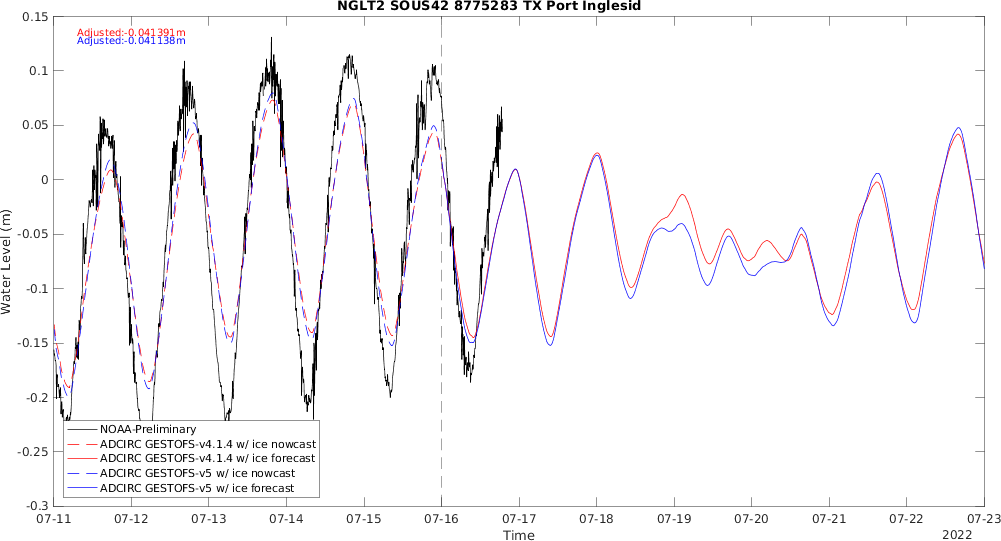 NGLT2 SOUS42 8775283 TX Port Inglesid
Adjusted:-0.041391m
Adjusted:-0.041138m
0.15
0.1
0.05
0
-0.05
-0.1
-0.15
-0.2
-0.25
-0.3
Water Level (m)
NOAA-Preliminary
ADCIRC GESTOFS-v4.1.4 w/ ice nowcast
ADCIRC GESTOFS-v4.1.4 w/ ice forecast
ADCIRC GESTOFS-v5 w/ ice nowcast
ADCIRC GESTOFS-v5 w/ ice forecast
07-11 07-12 07-13 07-14 07-15 07-16 07-17 07-18 07-19 07-20 07-21 07-22 07-23
Time
2022